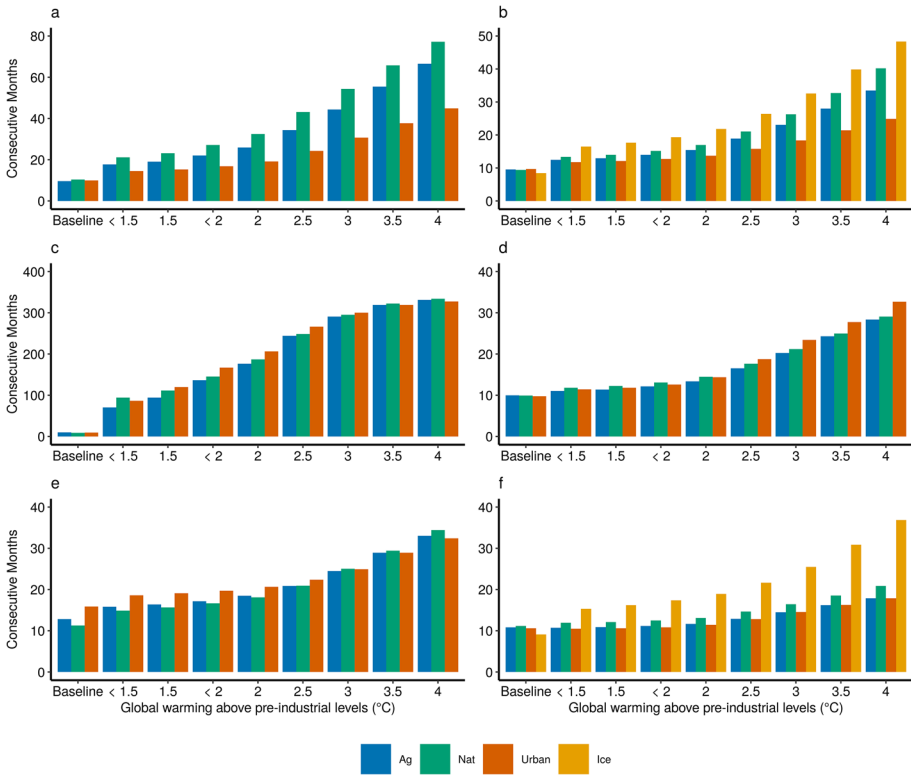 a
Consecutive Months
80
60
40
20
0
Baseline < 1.5 1.5 < 2 2 2.5 3 3.5 4
b
50
40
30
20
10
0
Baseline < 1.5 1.5 < 2 2 2.5 3 3.5 4
c
Consecutive Months
400
300
200
100
0
Baseline < 1.5 1.5 < 2 2 2.5 3 3.5 4
d
40
30
20
10
0
Baseline < 1.5 1.5 < 2 2 2.5 3 3.5 4
e
Consecutive Months
40
30
20
10
0
Baseline < 1.5 1.5 < 2 2 2.5 3 3.5 4
Global warming above pre-industrial levels (°C)
f
40
30
20
10
0
Baseline < 1.5 1.5 < 2 2 2.5 3 3.5 4
Global warming above pre-industrial levels (°C)
Ag Nat Urban Ice